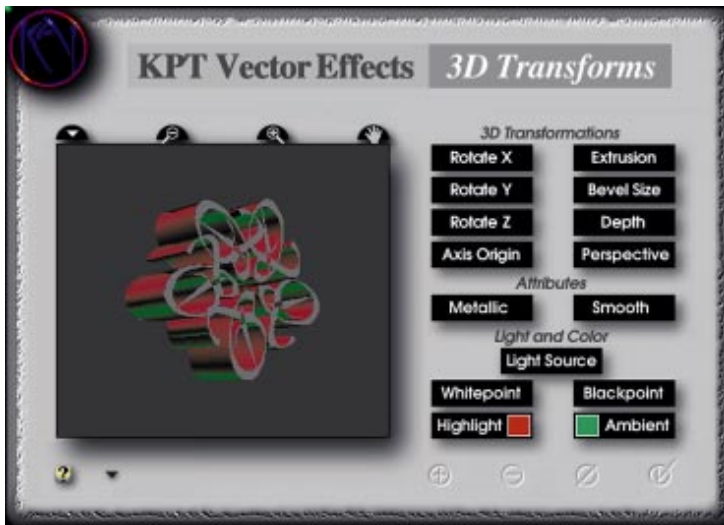 KPT Vector Effects 3D Transforms
3D Transformations
Rotate X Extrusion
Rotate Y Bevel Size
Rotate Z Depth
Axis Origin Perspective
Attributes
Metallic Smooth
Light and Color
Light Source
Whitepoint Blackpoint
Highlight Ambient
?